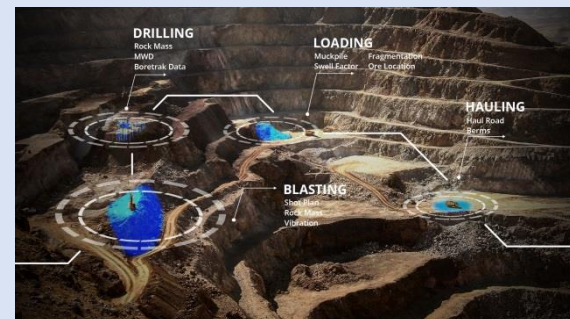 DRILLING
Rock Mass
MWD
Boretrak Data
LOADING
Muckpile Fragmentation
Swell Factor Ore Location
HAULING
Haul Road
Berms
BLASTING
Shot Plan
Rock Mass
Vibration